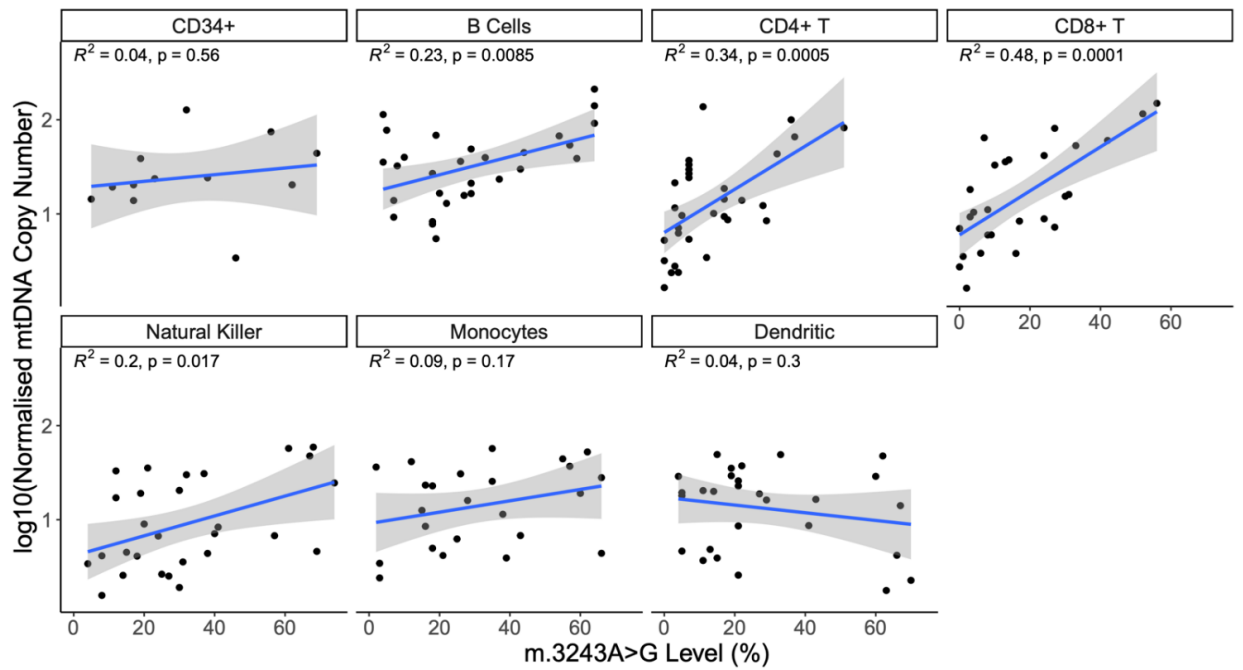 CD34+
B Cells
CD4+ T
CD8+ T
R² = 0.04, p = 0.56
R² = 0.23, p = 0.0085
R² = 0.34, p = 0.0005
R² = 0.48, p = 0.0001
2
1
0 20 40 60
Natural Killer
Monocytes
Dendritic
R² = 0.2, p = 0.017
R² = 0.09, p = 0.17
R² = 0.04, p = 0.3
2
1
0 20 40 60
0 20 40 60
0 20 40 60
log10(Normalised mtDNA Copy Number)
m.3243A>G Level (%)